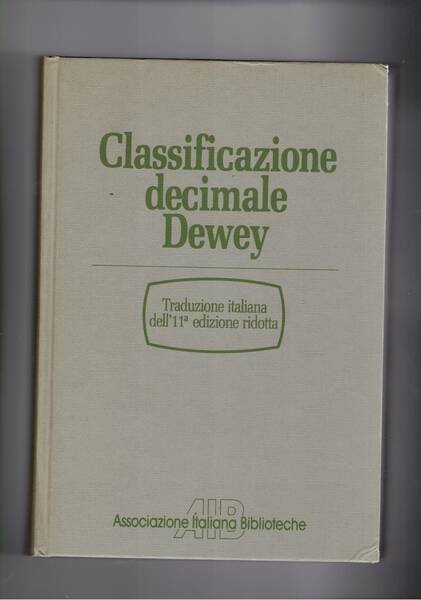 Classificazione
decimale
Dewey
Traduzione italiana
dell'11ª edizione ridotta
AIB
Associazione Italiana Biblioteche